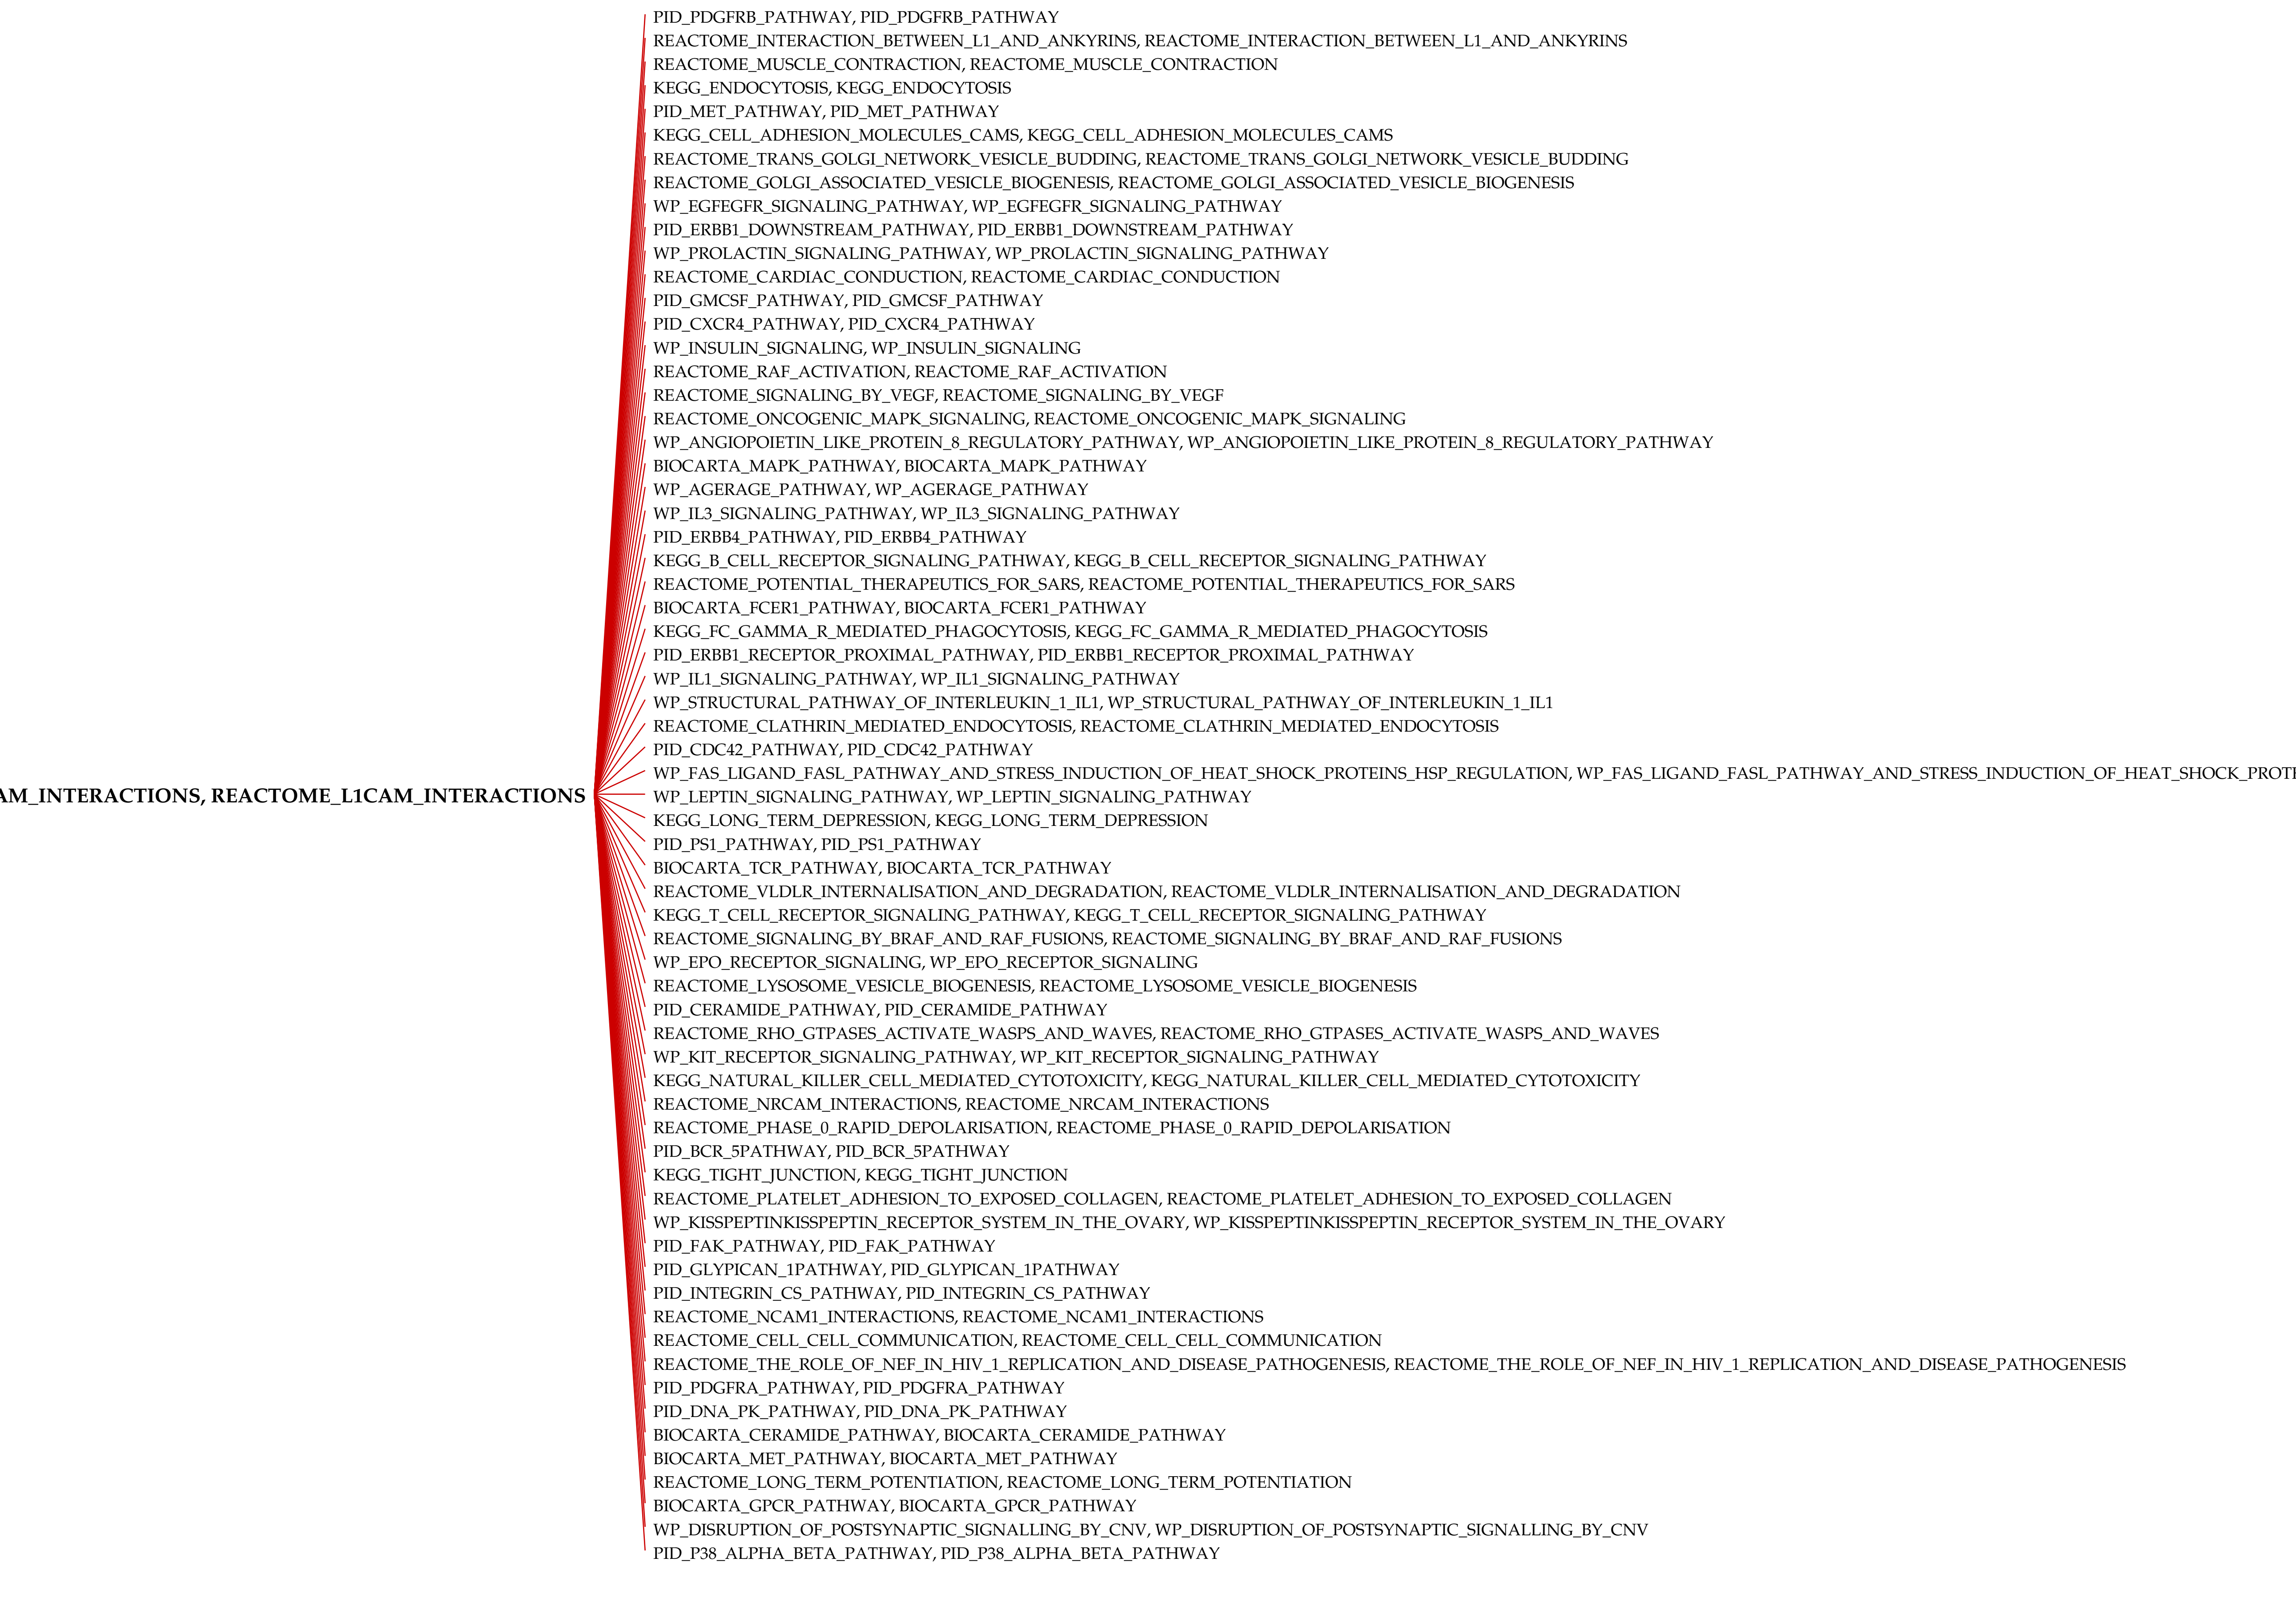 PID_PDGFRB_PATHWAY, PID_PDGFRB_PATHWAY
REACTOME_INTERACTION_BETWEEN_L1_AND_ANKYRINS, REACTOME_INTERACTION_BETWEEN_L1_AND_ANKYRINS
REACTOME_MUSCLE_CONTRACTION, REACTOME_MUSCLE_CONTRACTION
KEGG_ENDOCYTOSIS, KEGG_ENDOCYTOSIS
PID_MET_PATHWAY, PID_MET_PATHWAY
KEGG_CELL_ADHESION_MOLECULES_CAMS, KEGG_CELL_ADHESION_MOLECULES_CAMS
REACTOME_TRANS_GOLGI_NETWORK_VESICLE_BUDDING, REACTOME_TRANS_GOLGI_NETWORK_VESICLE_BUDDING
REACTOME_GOLGI_ASSOCIATED_VESICLE_BIOGENESIS, REACTOME_GOLGI_ASSOCIATED_VESICLE_BIOGENESIS
WP_EGFEGFR_SIGNALING_PATHWAY, WP_EGFEGFR_SIGNALING_PATHWAY
PID_ERBB1_DOWNSTREAM_PATHWAY, PID_ERBB1_DOWNSTREAM_PATHWAY
WP_PROLACTIN_SIGNALING_PATHWAY, WP_PROLACTIN_SIGNALING_PATHWAY
REACTOME_CARDIAC_CONDUCTION, REACTOME_CARDIAC_CONDUCTION
PID_GMCSF_PATHWAY, PID_GMCSF_PATHWAY
PID_CXCR4_PATHWAY, PID_CXCR4_PATHWAY
WP_INSULIN_SIGNALING, WP_INSULIN_SIGNALING
REACTOME_RAF_ACTIVATION, REACTOME_RAF_ACTIVATION
REACTOME_SIGNALING_BY_VEGF, REACTOME_SIGNALING_BY_VEGF
REACTOME_ONCOGENIC_MAPK_SIGNALING, REACTOME_ONCOGENIC_MAPK_SIGNALING
WP_ANGIOPOIETIN_LIKE_PROTEIN_8_REGULATORY_PATHWAY, WP_ANGIOPOIETIN_LIKE_PROTEIN_8_REGULATORY_PATHWAY
BIOCARTA_MAPK_PATHWAY, BIOCARTA_MAPK_PATHWAY
WP_AGERAGE_PATHWAY, WP_AGERAGE_PATHWAY
WP_IL3_SIGNALING_PATHWAY, WP_IL3_SIGNALING_PATHWAY
PID_ERBB4_PATHWAY, PID_ERBB4_PATHWAY
KEGG_B_CELL_RECEPTOR_SIGNALING_PATHWAY, KEGG_B_CELL_RECEPTOR_SIGNALING_PATHWAY
REACTOME_POTENTIAL_THERAPEUTICS_FOR_SARS, REACTOME_POTENTIAL_THERAPEUTICS_FOR_SARS
BIOCARTA_FCER1_PATHWAY, BIOCARTA_FCER1_PATHWAY
KEGG_FC_GAMMA_R_MEDIATED_PHAGOCYTOSIS, KEGG_FC_GAMMA_R_MEDIATED_PHAGOCYTOSIS
PID_ERBB1_RECEPTOR_PROXIMAL_PATHWAY, PID_ERBB1_RECEPTOR_PROXIMAL_PATHWAY
WP_IL1_SIGNALING_PATHWAY, WP_IL1_SIGNALING_PATHWAY
WP_STRUCTURAL_PATHWAY_OF_INTERLEUKIN_1_IL1, WP_STRUCTURAL_PATHWAY_OF_INTERLEUKIN_1_IL1
REACTOME_CLATHRIN_MEDIATED_ENDOCYTOSIS, REACTOME_CLATHRIN_MEDIATED_ENDOCYTOSIS
PID_CDC42_PATHWAY, PID_CDC42_PATHWAY
WP_FAS_LIGAND_FASL_PATHWAY_AND_STRESS_INDUCTION_OF_HEAT_SHOCK_PROTEINS_HSP_REGULATION, WP_FAS_LIGAND_FASL_PATHWAY_AND_STRESS_INDUCTION_OF_HEAT_SHOCK_PROTE
AM_INTERACTIONS, REACTOME_L1CAM_INTERACTIONS
WP_LEPTIN_SIGNALING_PATHWAY, WP_LEPTIN_SIGNALING_PATHWAY
KEGG_LONG_TERM_DEPRESSION, KEGG_LONG_TERM_DEPRESSION
PID_PS1_PATHWAY, PID_PS1_PATHWAY
BIOCARTA_TCR_PATHWAY, BIOCARTA_TCR_PATHWAY
REACTOME_VLDLR_INTERNALISATION_AND_DEGRADATION, REACTOME_VLDLR_INTERNALISATION_AND_DEGRADATION
KEGG_T_CELL_RECEPTOR_SIGNALING_PATHWAY, KEGG_T_CELL_RECEPTOR_SIGNALING_PATHWAY
REACTOME_SIGNALING_BY_BRAF_AND_RAF_FUSIONS, REACTOME_SIGNALING_BY_BRAF_AND_RAF_FUSIONS
WP_EPO_RECEPTOR_SIGNALING, WP_EPO_RECEPTOR_SIGNALING
REACTOME_LYSOSOME_VESICLE_BIOGENESIS, REACTOME_LYSOSOME_VESICLE_BIOGENESIS
PID_CERAMIDE_PATHWAY, PID_CERAMIDE_PATHWAY
REACTOME_RHO_GTPASES_ACTIVATE_WASPS_AND_WAVES, REACTOME_RHO_GTPASES_ACTIVATE_WASPS_AND_WAVES
WP_KIT_RECEPTOR_SIGNALING_PATHWAY, WP_KIT_RECEPTOR_SIGNALING_PATHWAY
KEGG_NATURAL_KILLER_CELL_MEDIATED_CYTOTOXICITY, KEGG_NATURAL_KILLER_CELL_MEDIATED_CYTOTOXICITY
REACTOME_NRCAM_INTERACTIONS, REACTOME_NRCAM_INTERACTIONS
REACTOME_PHASE_0_RAPID_DEPOLARISATION, REACTOME_PHASE_0_RAPID_DEPOLARISATION
PID_BCR_5PATHWAY, PID_BCR_5PATHWAY
KEGG_TIGHT_JUNCTION, KEGG_TIGHT_JUNCTION
REACTOME_PLATELET_ADHESION_TO_EXPOSED_COLLAGEN, REACTOME_PLATELET_ADHESION_TO_EXPOSED_COLLAGEN
WP_KISSPEPTINKISSPEPTIN_RECEPTOR_SYSTEM_IN_THE_OVARY, WP_KISSPEPTINKISSPEPTIN_RECEPTOR_SYSTEM_IN_THE_OVARY
PID_FAK_PATHWAY, PID_FAK_PATHWAY
PID_GLYPICAN_1PATHWAY, PID_GLYPICAN_1PATHWAY
PID_INTEGRIN_CS_PATHWAY, PID_INTEGRIN_CS_PATHWAY
REACTOME_NCAM1_INTERACTIONS, REACTOME_NCAM1_INTERACTIONS
REACTOME_CELL_CELL_COMMUNICATION, REACTOME_CELL_CELL_COMMUNICATION
REACTOME_THE_ROLE_OF_NEF_IN_HIV_1_REPLICATION_AND_DISEASE_PATHOGENESIS, REACTOME_THE_ROLE_OF_NEF_IN_HIV_1_REPLICATION_AND_DISEASE_PATHOGENESIS
PID_PDGFRA_PATHWAY, PID_PDGFRA_PATHWAY
PID_DNA_PK_PATHWAY, PID_DNA_PK_PATHWAY
BIOCARTA_CERAMIDE_PATHWAY, BIOCARTA_CERAMIDE_PATHWAY
BIOCARTA_MET_PATHWAY, BIOCARTA_MET_PATHWAY
REACTOME_LONG_TERM_POTENTIATION, REACTOME_LONG_TERM_POTENTIATION
BIOCARTA_GPCR_PATHWAY, BIOCARTA_GPCR_PATHWAY
WP_DISRUPTION_OF_POSTSYNAPTIC_SIGNALLING_BY_CNV, WP_DISRUPTION_OF_POSTSYNAPTIC_SIGNALLING_BY_CNV
PID_P38_ALPHA_BETA_PATHWAY, PID_P38_ALPHA_BETA_PATHWAY